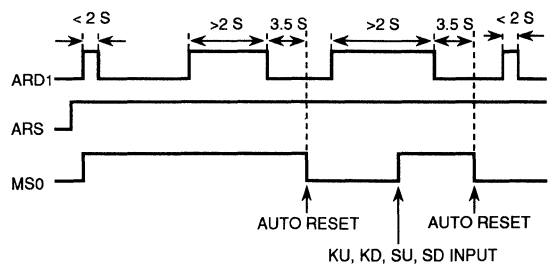 < 2 S >2 S 3.5 S >2 S 3.5 S < 2 S
ARD1
ARS
MS0
AUTO RESET AUTO RESET
KU, KD, SU, SD INPUT